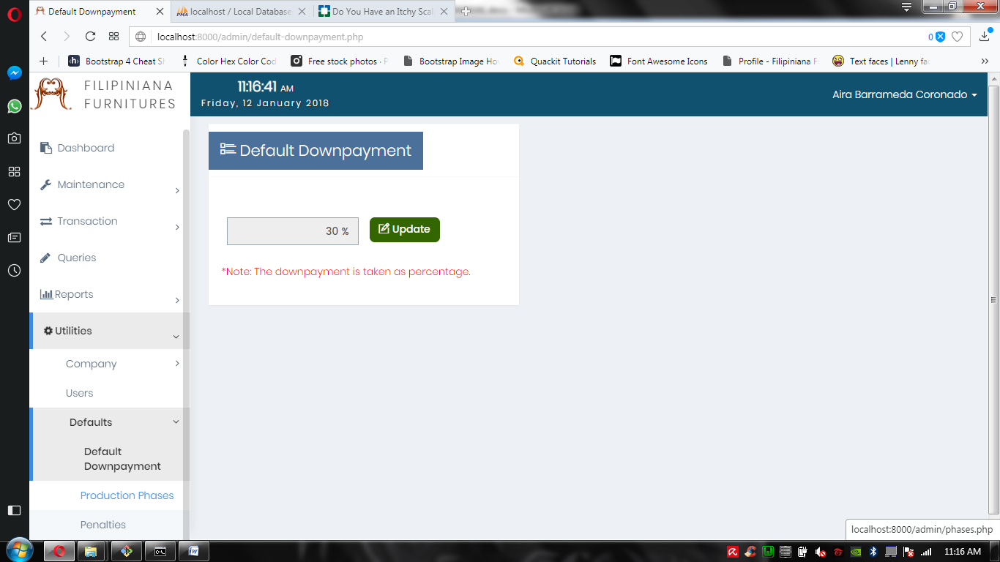 Default Downpayment
localhost / Local Database
Do You Have an Itchy Scal
localhost:8000/admin/default-downpayment.php
0
Bootstrap 4 Cheat Sh
Color Hex Color Cod
Free stock photos · P
Bootstrap Image Ho
Quackit Tutorials
Font Awesome Icons
Profile - Filipiniana F
Text faces | Lenny fa
FILIPINIANA
FURNITURES
11:16:41 AM
Friday, 12 January 2018
Aira Barrameda Coronado
Dashboard
Maintenance
Transaction
Queries
Reports
Utilities
Company
Users
Defaults
Default
Downpayment
Production Phases
Penalties
Default Downpayment
30 %
Update
*Note: The downpayment is taken as percentage.
localhost:8000/admin/phases.php
11:16 AM